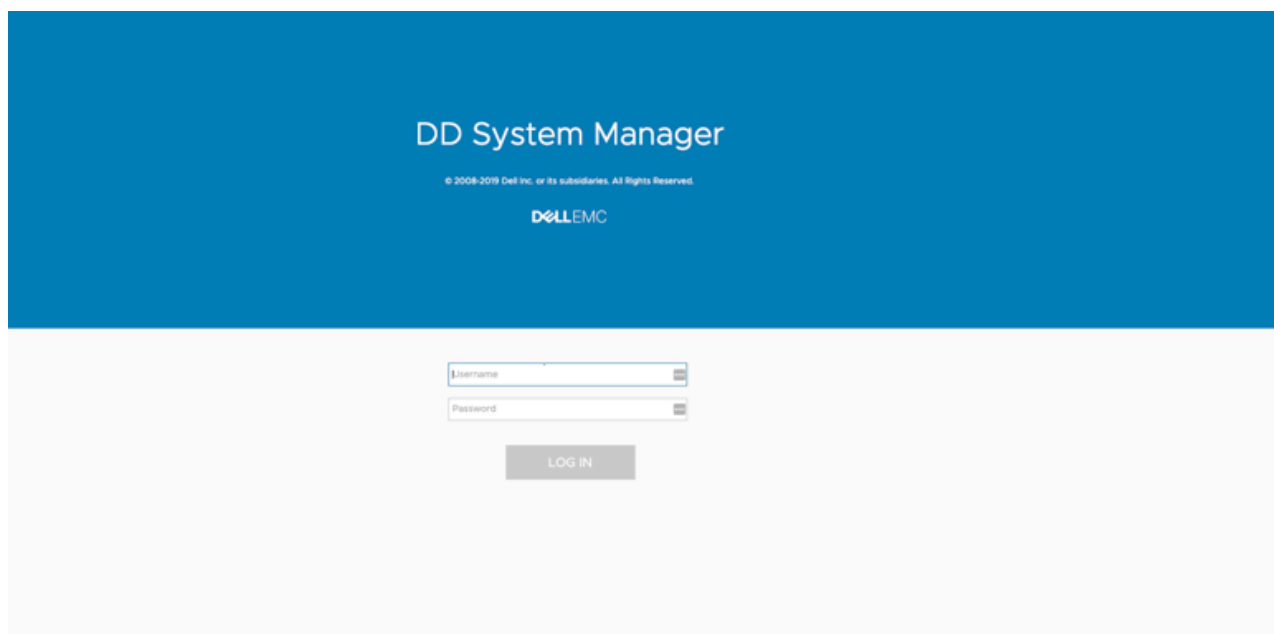 DD System Manager
© 2008-2019 Dell Inc. or its subsidiaries. All Rights Reserved.
DELLEMC
Username
Password
LOG IN